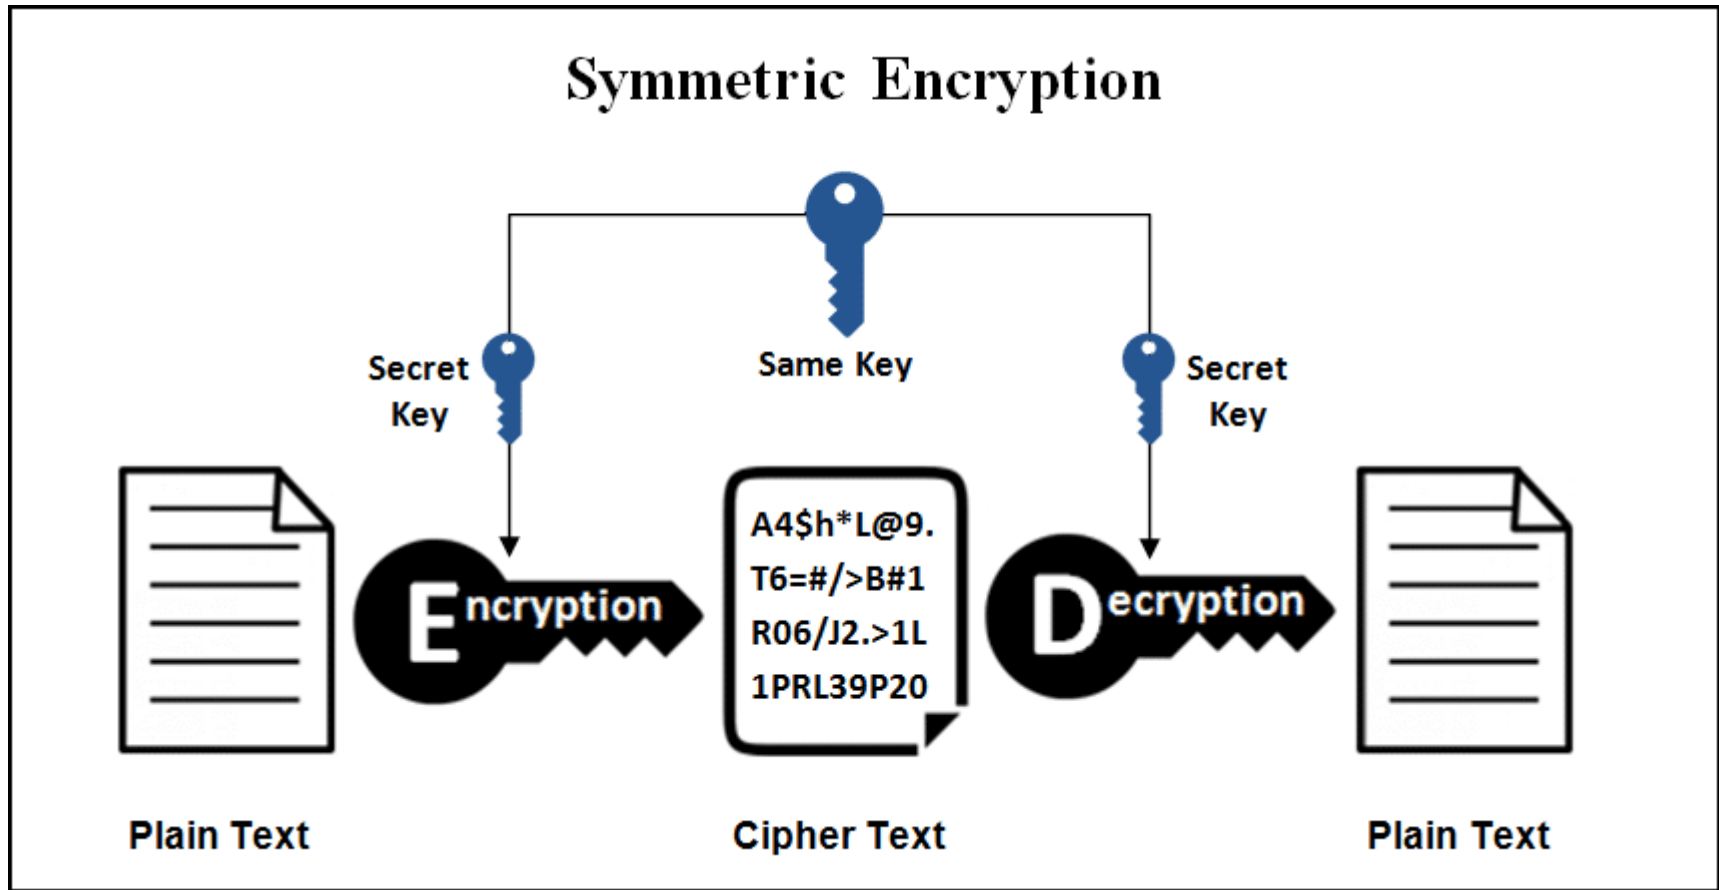 Symmetric Encryption
Same Key
Secret
Key
Secret
Key
Encryption
A4$h*L@9.
T6=#/>B#1
R06/J2.>1L
1PRL39P20
Decryption
Plain Text
Cipher Text
Plain Text